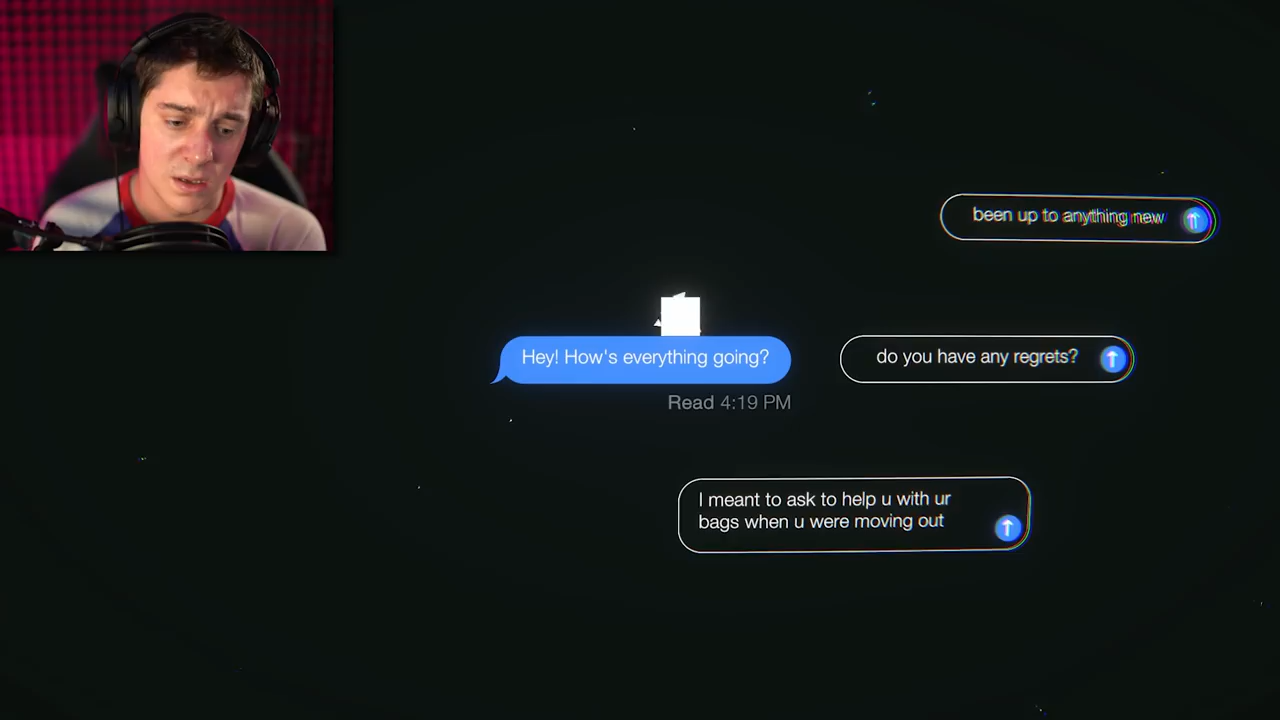 been up to anything new
Hey! How's everything going?
do you have any regrets?
Read 4:19 PM
I meant to ask to help u with ur
bags when u were moving out